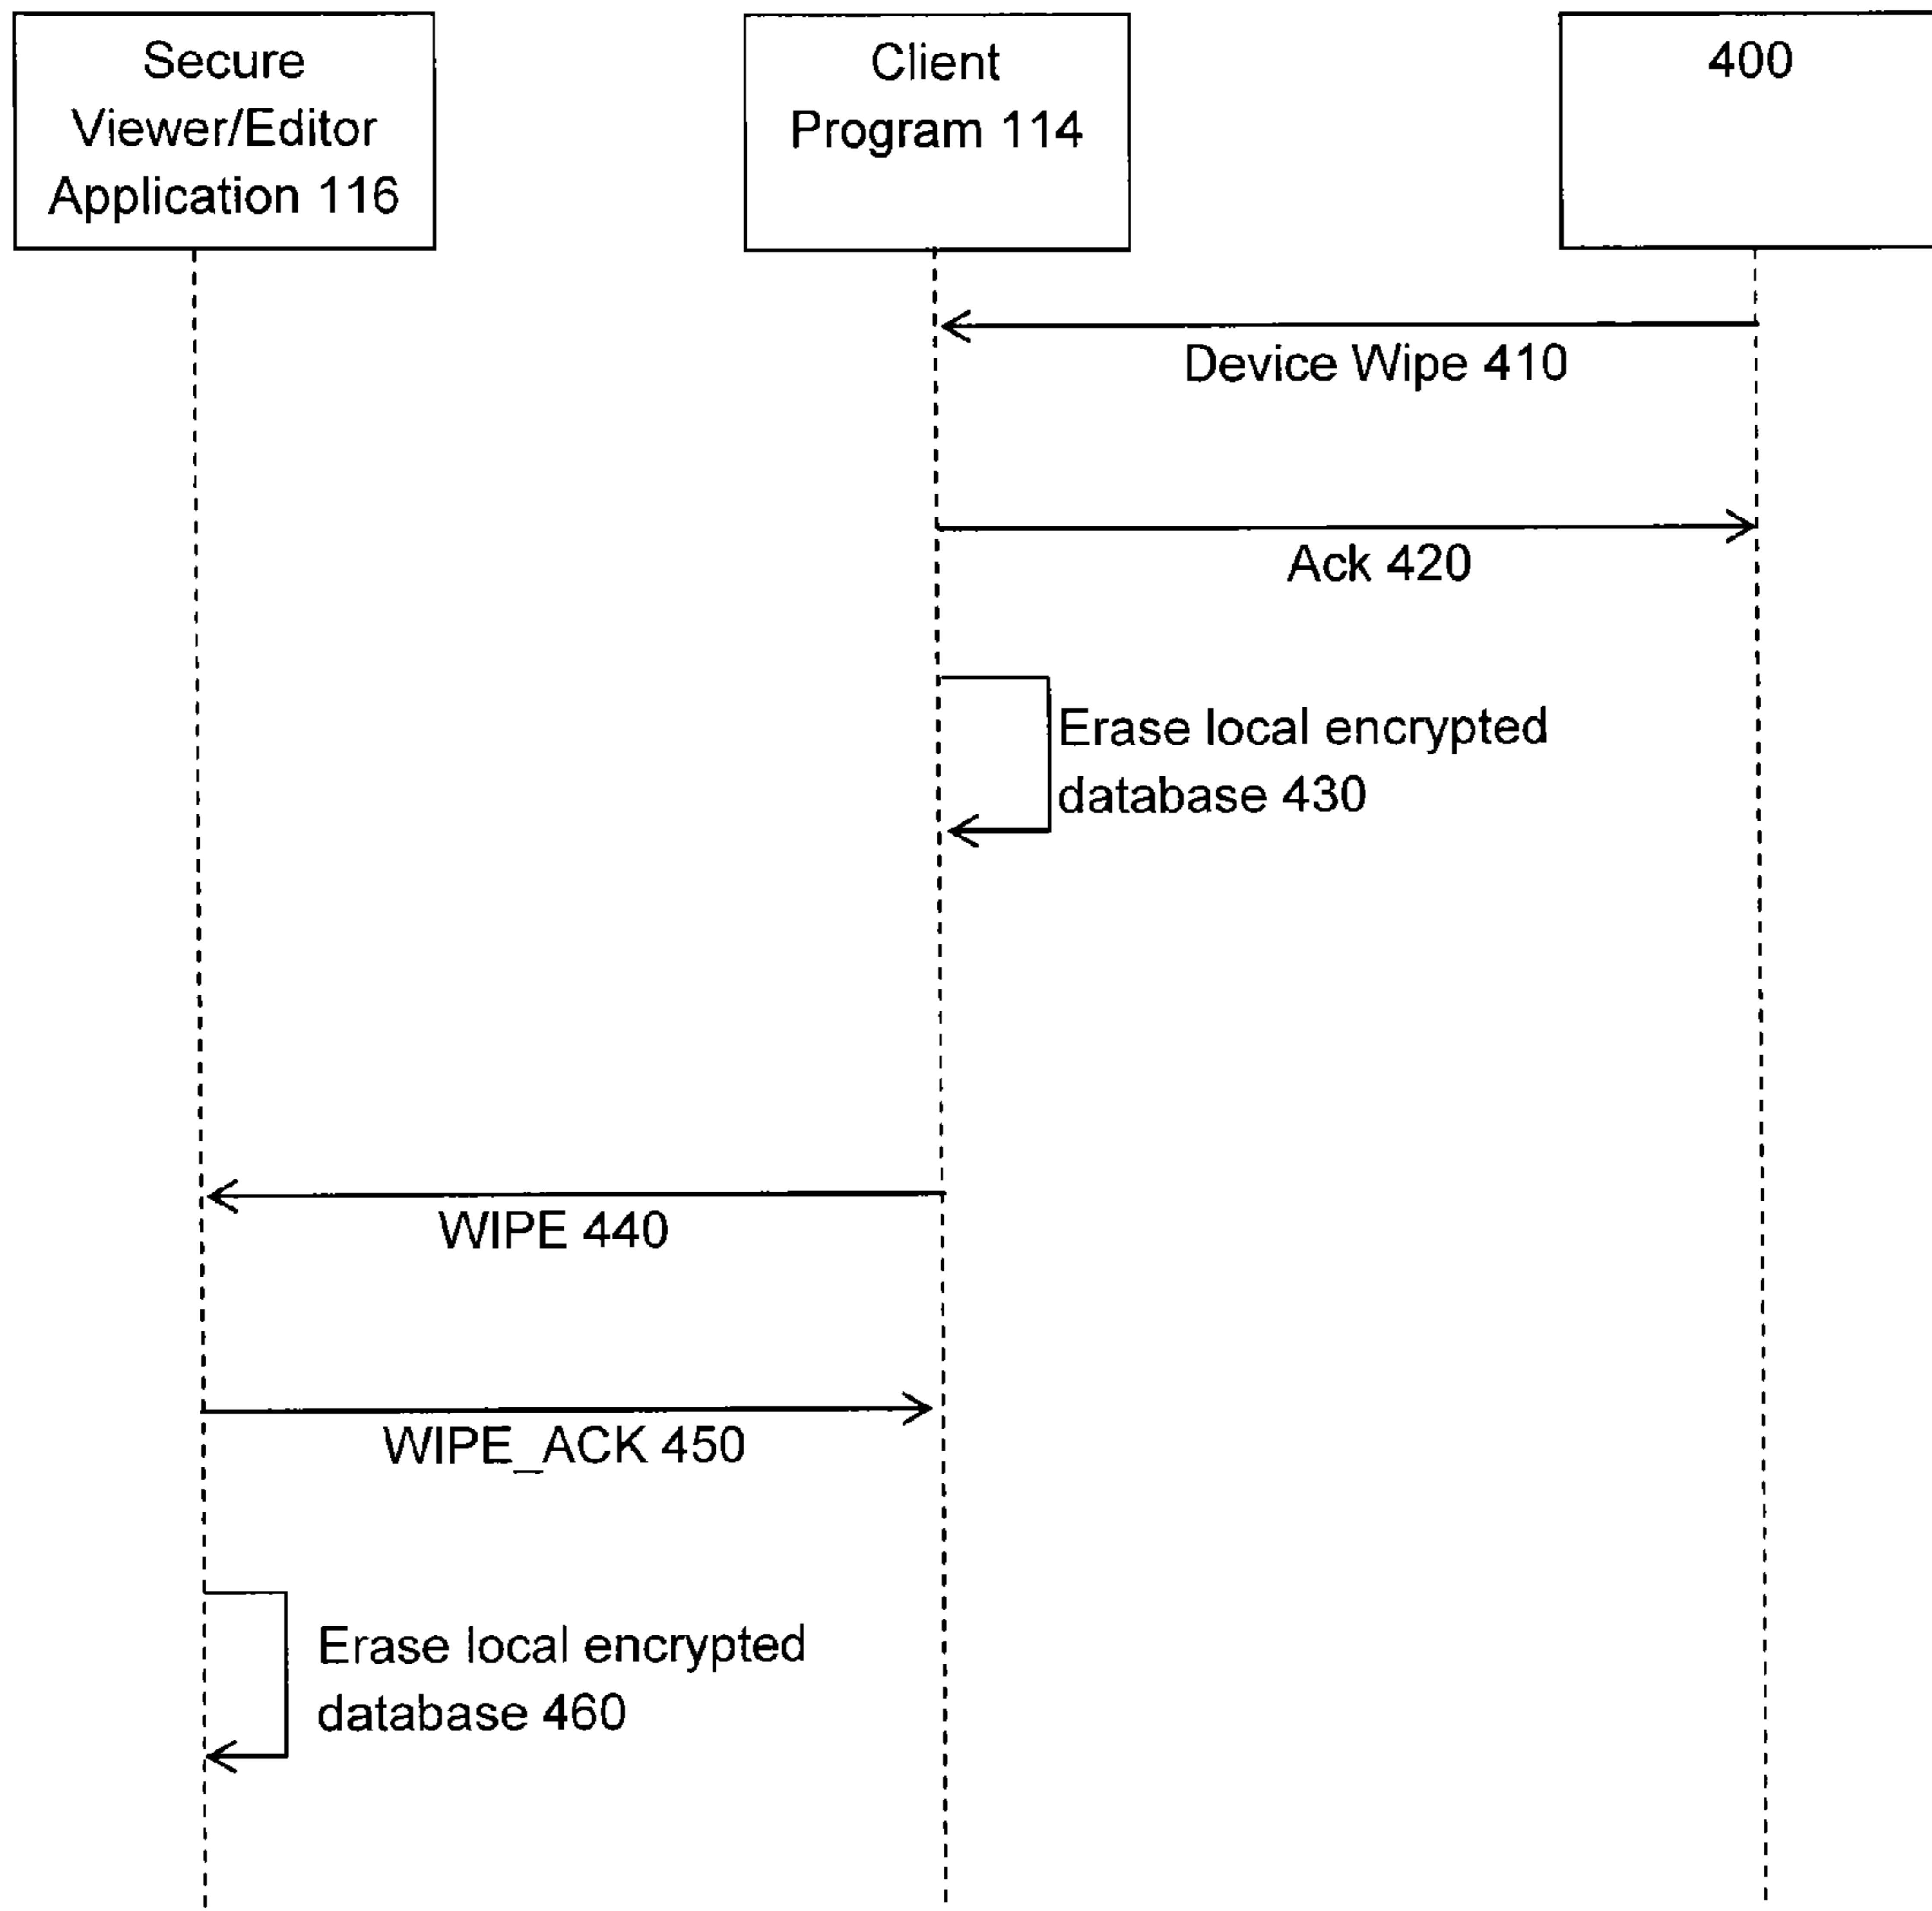 Secure
Viewer/Editor
Application 116
Client
Program 114
400
Device Wipe 410
Ack 420
Erase local encrypted
database 430
WIPE 440
WIPE_ACK 450
Erase local encrypted
database 460